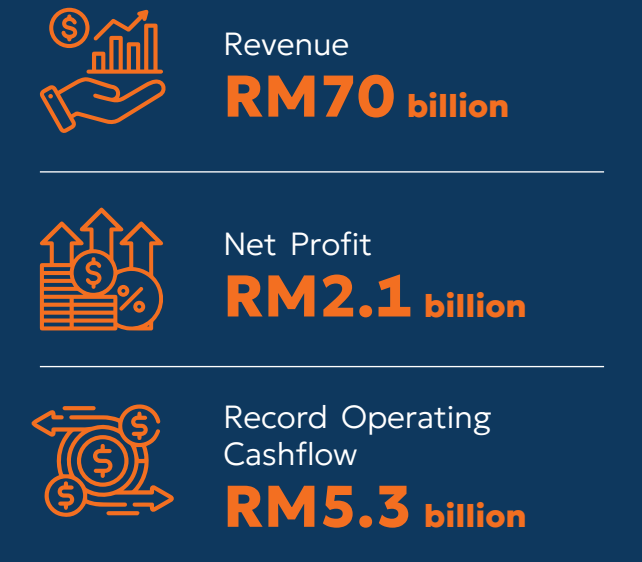 Revenue
RM70 billion
Net Profit
RM2.1 billion
Record Operating
Cashflow
RM5.3 billion